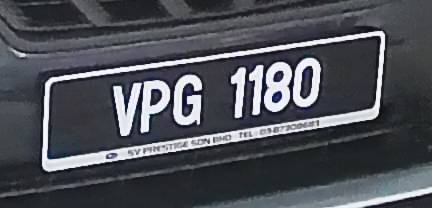 VPG 1180
SV PRESTIGE SDN BHD TEL :